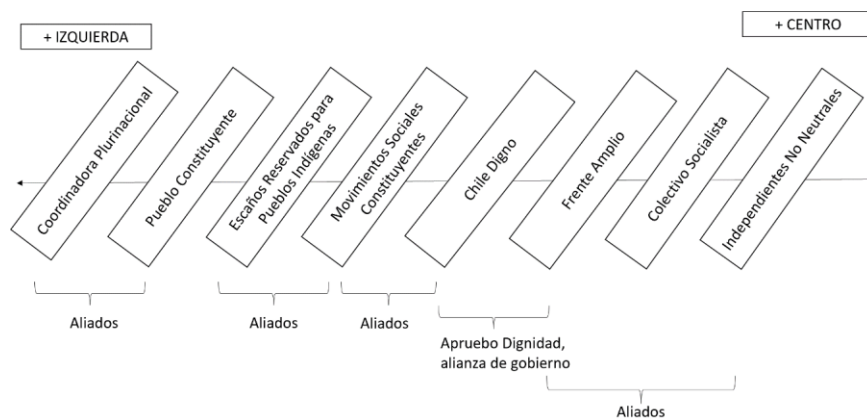 + IZQUIERDA
+ CENTRO
Coordinadora Plurinacional
Pueblo Constituyente
Escaños Reservados para
Pueblos Indígenas
Movimientos Sociales
Constituyentes
Chile Digno
Frente Amplio
Colectivo Socialista
Independientes No Neutrales
Aliados
Aliados
Aliados
Apruebo Dignidad,
alianza de gobierno
Aliados